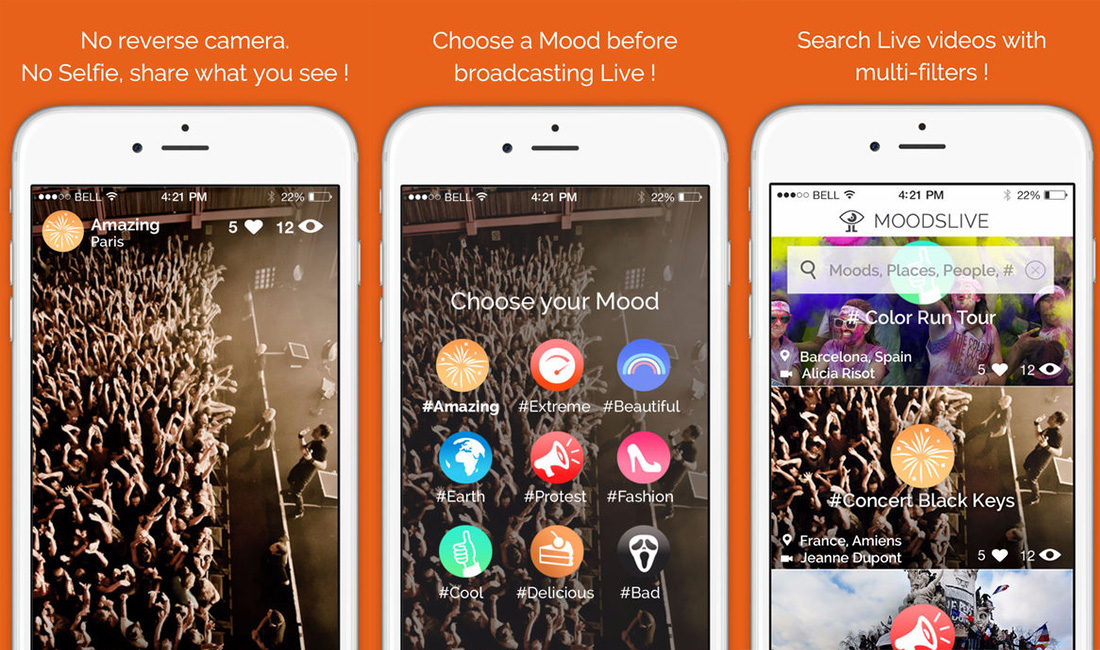 No reverse camera.
No Selfie, share what you see !
BELL 4:21 PM 22%
Amazing
Paris
5 12
Choose a Mood before
broadcasting Live !
BELL 4:21 PM 22%
Choose your Mood
#Amazing #Extreme #Beautiful
#Earth #Protest #Fashion
#Cool #Delicious #Bad
Search Live videos with
multi-filters !
BELL 4:21 PM 22%
MOODSLIVE
Moods, Places, People, #
# Color Run Tour
Barcelona, Spain
Alicia Risot
5 12
#Concert Black Keys
France, Amiens
Jeanne Dupont
5 12